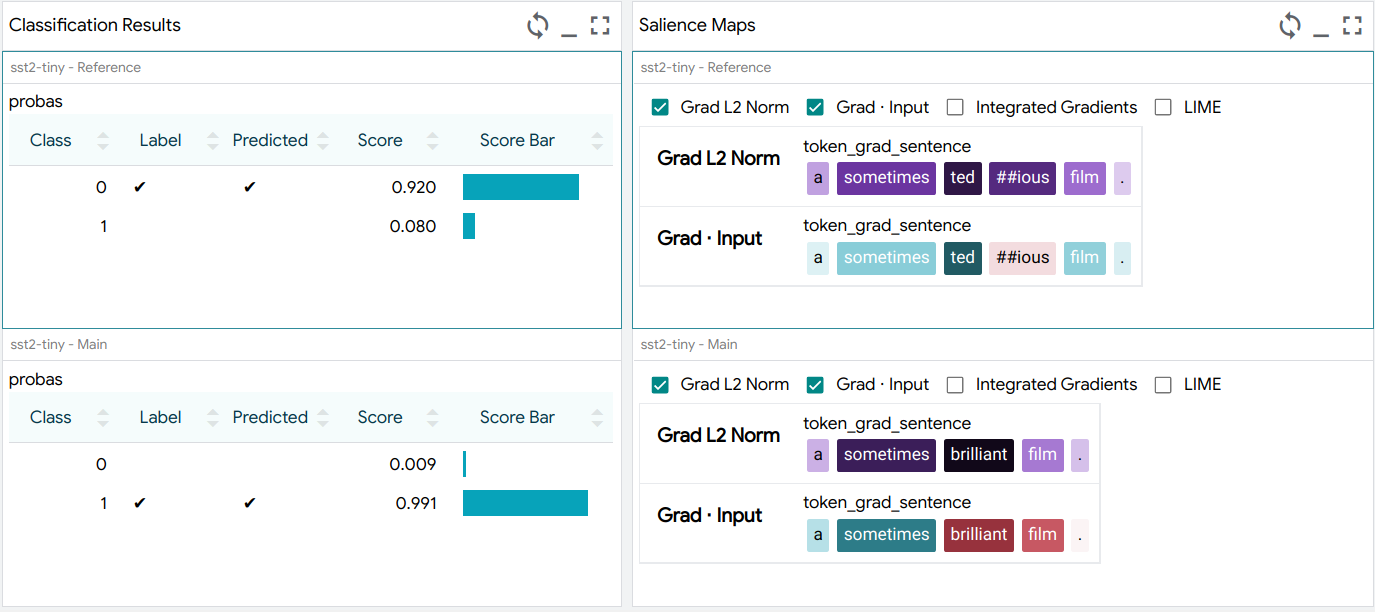 Classification Results
sst2-tiny - Reference
probas
Class Label Predicted Score Score Bar
0 ✔ ✔ 0.920
1 0.080
sst2-tiny - Main
probas
Class Label Predicted Score Score Bar
0 0.009
1 ✔ ✔ 0.991
Salience Maps
sst2-tiny - Reference
Grad L2 Norm Grad · Input Integrated Gradients LIME
token_grad_sentence
Grad L2 Norm
a sometimes ted ##ious film .
token_grad_sentence
Grad · Input
a sometimes ted ##ious film .
sst2-tiny - Main
Grad L2 Norm Grad · Input Integrated Gradients LIME
token_grad_sentence
Grad L2 Norm
a sometimes brilliant film .
token_grad_sentence
Grad · Input
a sometimes brilliant film .